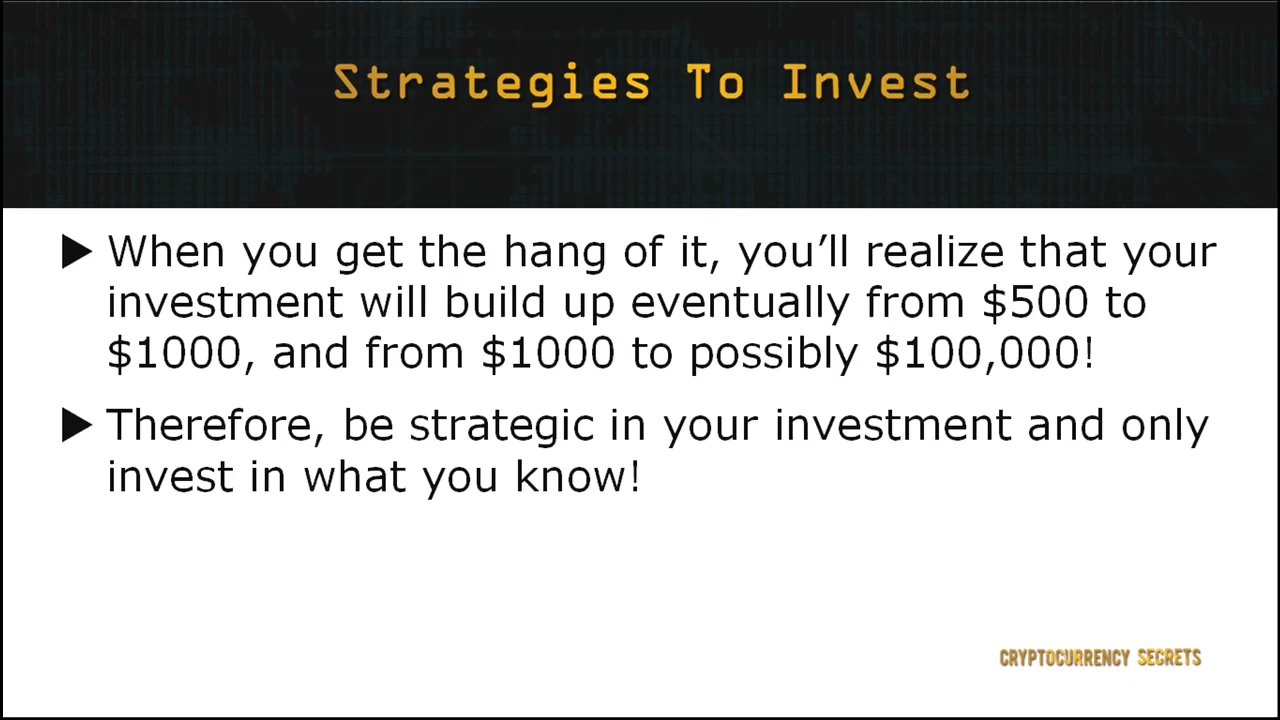 Strategies To Invest
When you get the hang of it, you’ll realize that your
investment will build up eventually from $500 to
$1000, and from $1000 to possibly $100,000!
Therefore, be strategic in your investment and only
invest in what you know!
CRYPTOCURRENCY SECRETS